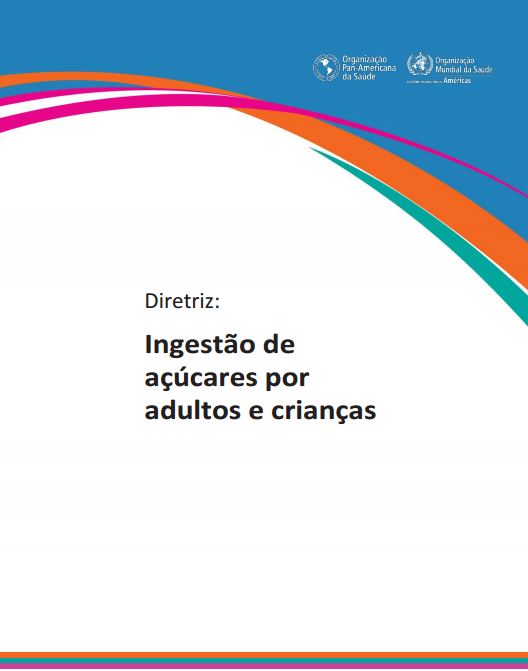 Organização
Pan-Americana
da Saúde
Organização
Mundial da Saúde
Américas
Diretriz:
Ingestão de
açúcares por
adultos e crianças